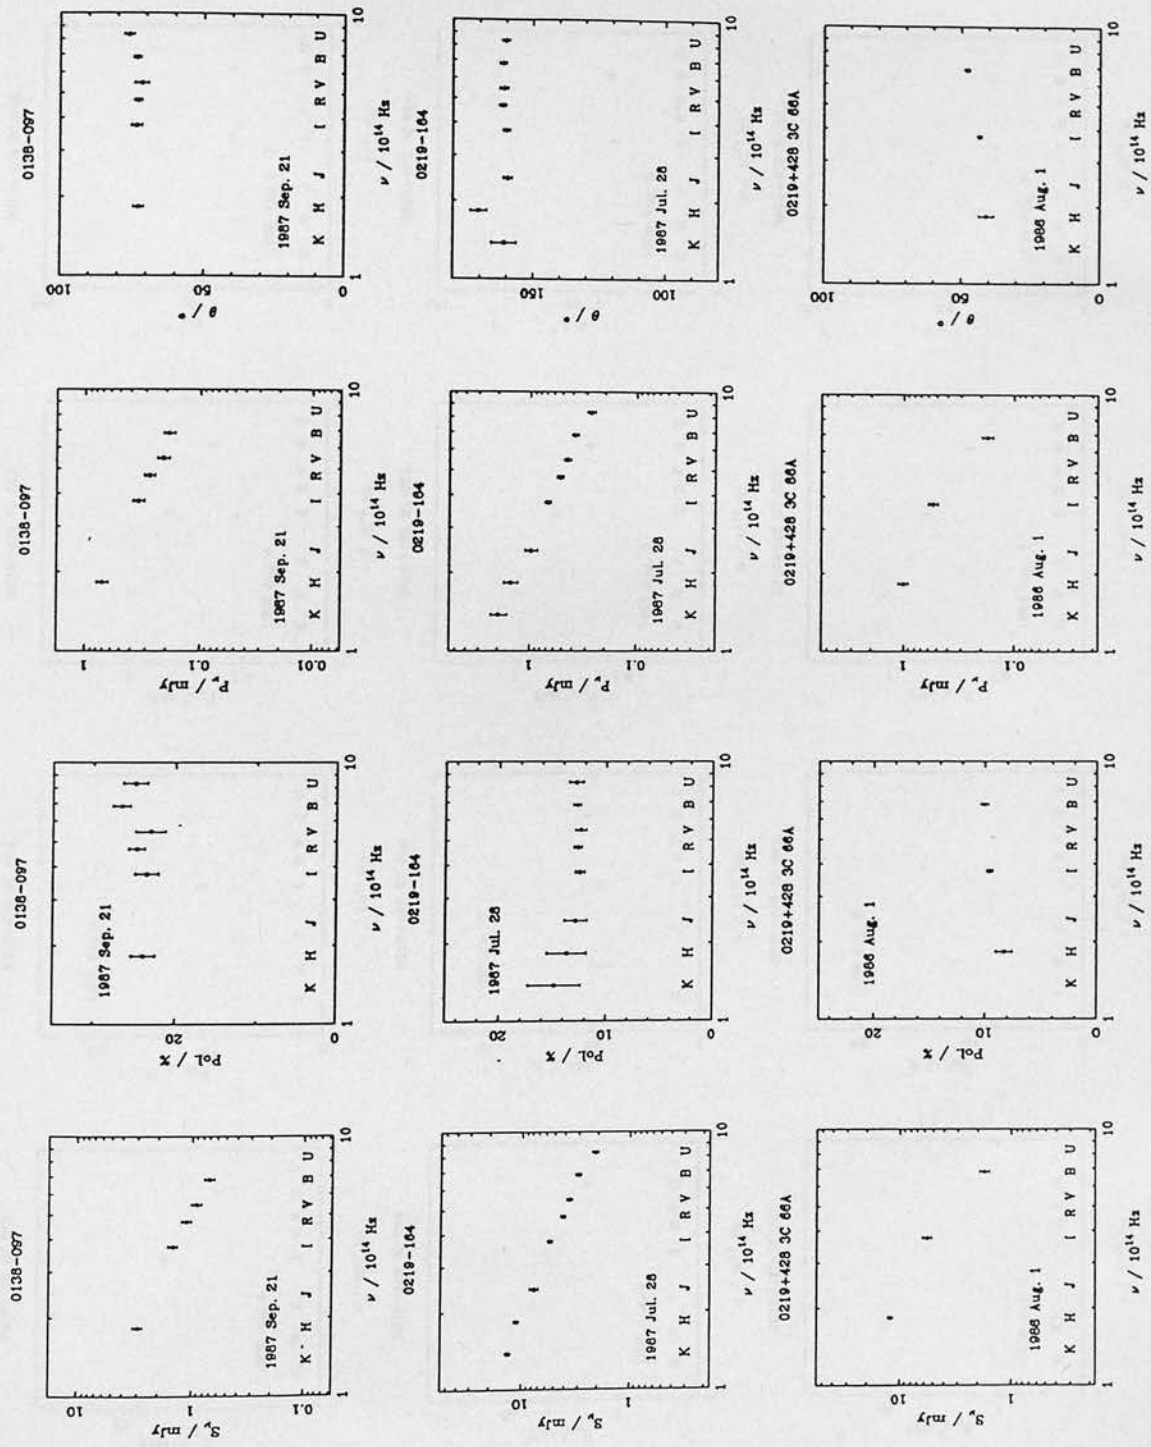 0138-097
S_ν / mJy
10
1
0.1
1987 Sep. 21
K H J I R V B U
1 10
ν / 10¹⁴ Hz
0138-097
Pol. / %
20
0
1987 Sep. 21
K H J I R V B U
1 10
ν / 10¹⁴ Hz
0138-097
P_ν / mJy
1
0.1
0.01
1987 Sep. 21
K H J I R V B U
1 10
ν / 10¹⁴ Hz
0138-097
θ / °
100
50
0
1987 Sep. 21
K H J I R V B U
1 10
ν / 10¹⁴ Hz
0219-164
S_ν / mJy
10
1
1987 Jul. 28
K H J I R V B U
1 10
ν / 10¹⁴ Hz
0219-164
Pol. / %
20
10
0
1987 Jul. 28
K H J I R V B U
1 10
ν / 10¹⁴ Hz
0219-164
P_ν / mJy
1
0.1
1987 Jul. 28
K H J I R V B U
1 10
ν / 10¹⁴ Hz
0219-164
θ / °
150
100
1987 Jul. 28
K H J I R V B U
1 10
ν / 10¹⁴ Hz
0219+428 3C 66A
S_ν / mJy
10
1
1986 Aug. 1
K H J I R V B U
1 10
ν / 10¹⁴ Hz
0219+428 3C 66A
Pol. / %
20
10
0
1986 Aug. 1
K H J I R V B U
1 10
ν / 10¹⁴ Hz
0219+428 3C 66A
P_ν / mJy
1
0.1
1986 Aug. 1
K H J I R V B U
1 10
ν / 10¹⁴ Hz
0219+428 3C 66A
θ / °
100
50
0
1986 Aug. 1
K H J I R V B U
1 10
ν / 10¹⁴ Hz